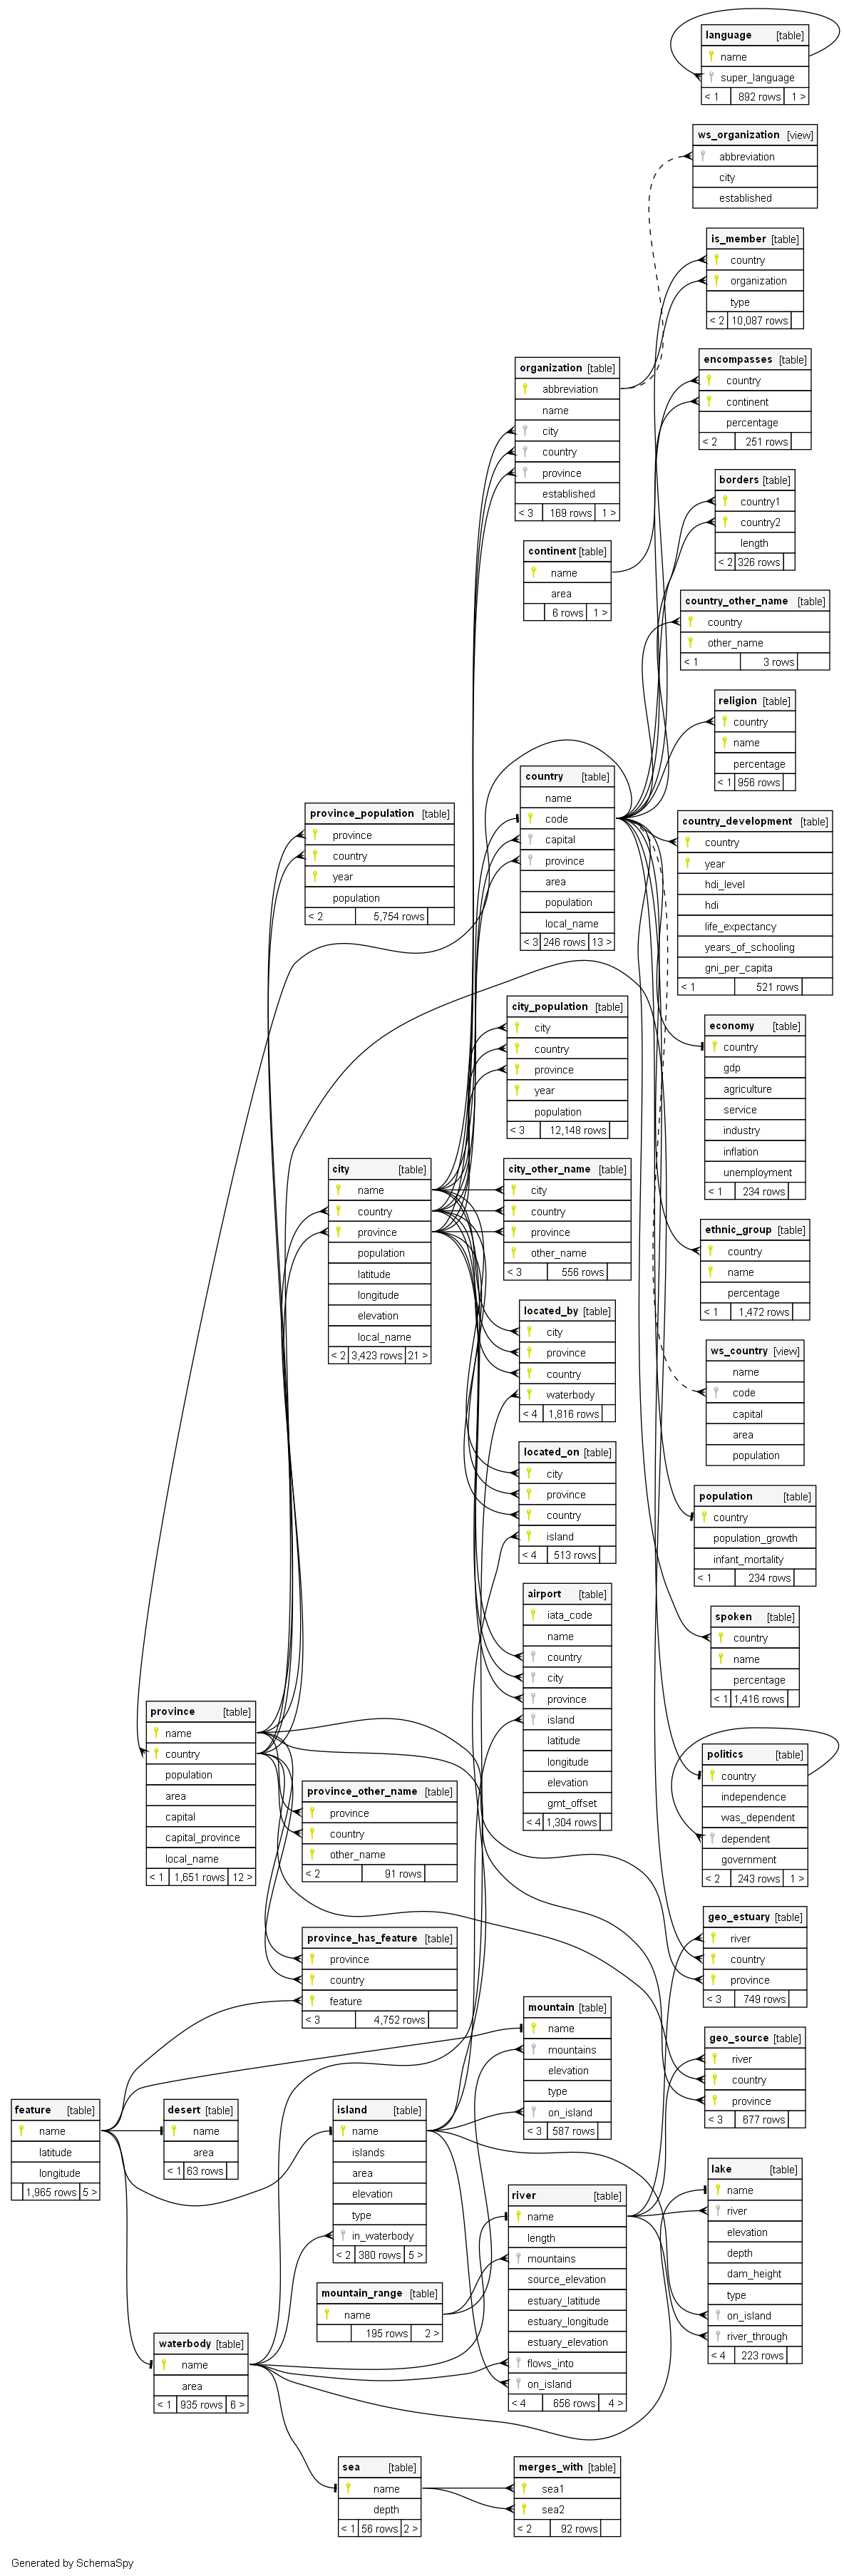 language [table]
name
super_language
< 1 892 rows 1 >
ws_organization [view]
abbreviation
city
established
is_member [table]
country
organization
type
< 2 10,087 rows
organization [table]
abbreviation
name
city
country
province
established
< 3 169 rows 1 >
encompasses [table]
country
continent
percentage
< 2 251 rows
borders [table]
country1
country2
length
< 2 326 rows
continent [table]
name
area
6 rows 1 >
country_other_name [table]
country
other_name
< 1 3 rows
religion [table]
country
name
percentage
< 1 956 rows
country [table]
name
code
capital
province
area
population
local_name
< 3 246 rows 13 >
province_population [table]
province
country
year
population
< 2 5,754 rows
country_development [table]
country
year
hdi_level
hdi
life_expectancy
years_of_schooling
gni_per_capita
< 1 521 rows
city_population [table]
city
country
province
year
population
< 3 12,148 rows
economy [table]
country
gdp
agriculture
service
industry
inflation
unemployment
< 1 234 rows
city [table]
name
country
province
population
latitude
longitude
elevation
local_name
< 2 3,423 rows 21 >
city_other_name [table]
city
country
province
other_name
< 3 556 rows
ethnic_group [table]
country
name
percentage
< 1 1,472 rows
located_by [table]
city
province
country
waterbody
< 4 1,816 rows
ws_country [view]
name
code
capital
area
population
located_on [table]
city
province
country
island
< 4 513 rows
population [table]
country
population_growth
infant_mortality
< 1 234 rows
airport [table]
iata_code
name
country
city
province
island
latitude
longitude
elevation
gmt_offset
< 4 1,304 rows
spoken [table]
country
name
percentage
< 1 1,416 rows
province [table]
name
country
population
area
capital
capital_province
local_name
< 1 1,651 rows 12 >
politics [table]
country
independence
was_dependent
dependent
government
< 2 243 rows 1 >
province_other_name [table]
province
country
other_name
< 2 91 rows
geo_estuary [table]
river
country
province
< 3 749 rows
province_has_feature [table]
province
country
feature
< 3 4,752 rows
mountain [table]
name
mountains
elevation
type
on_island
< 3 587 rows
geo_source [table]
river
country
province
< 3 677 rows
feature [table]
name
latitude
longitude
1,965 rows 5 >
desert [table]
name
area
< 1 63 rows
island [table]
name
islands
area
elevation
type
in_waterbody
< 2 380 rows 5 >
lake [table]
name
river
elevation
depth
dam_height
type
on_island
river_through
< 4 223 rows
river [table]
name
length
mountains
source_elevation
estuary_latitude
estuary_longitude
estuary_elevation
flows_into
on_island
< 4 656 rows 4 >
mountain_range [table]
name
195 rows 2 >
waterbody [table]
name
area
< 1 935 rows 6 >
sea [table]
name
depth
< 1 56 rows 2 >
merges_with [table]
sea1
sea2
< 2 92 rows
Generated by SchemaSpy